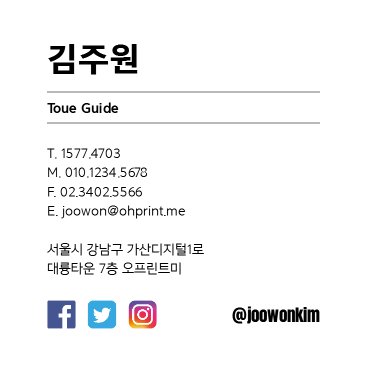 김주원
Toue Guide
T. 1577.4703
M. 010.1234.5678
F. 02.3402.5566
E. joowon@ohprint.me
서울시 강남구 가산디지털1로
대륭타운 7층 오프린트미
@joowonkim